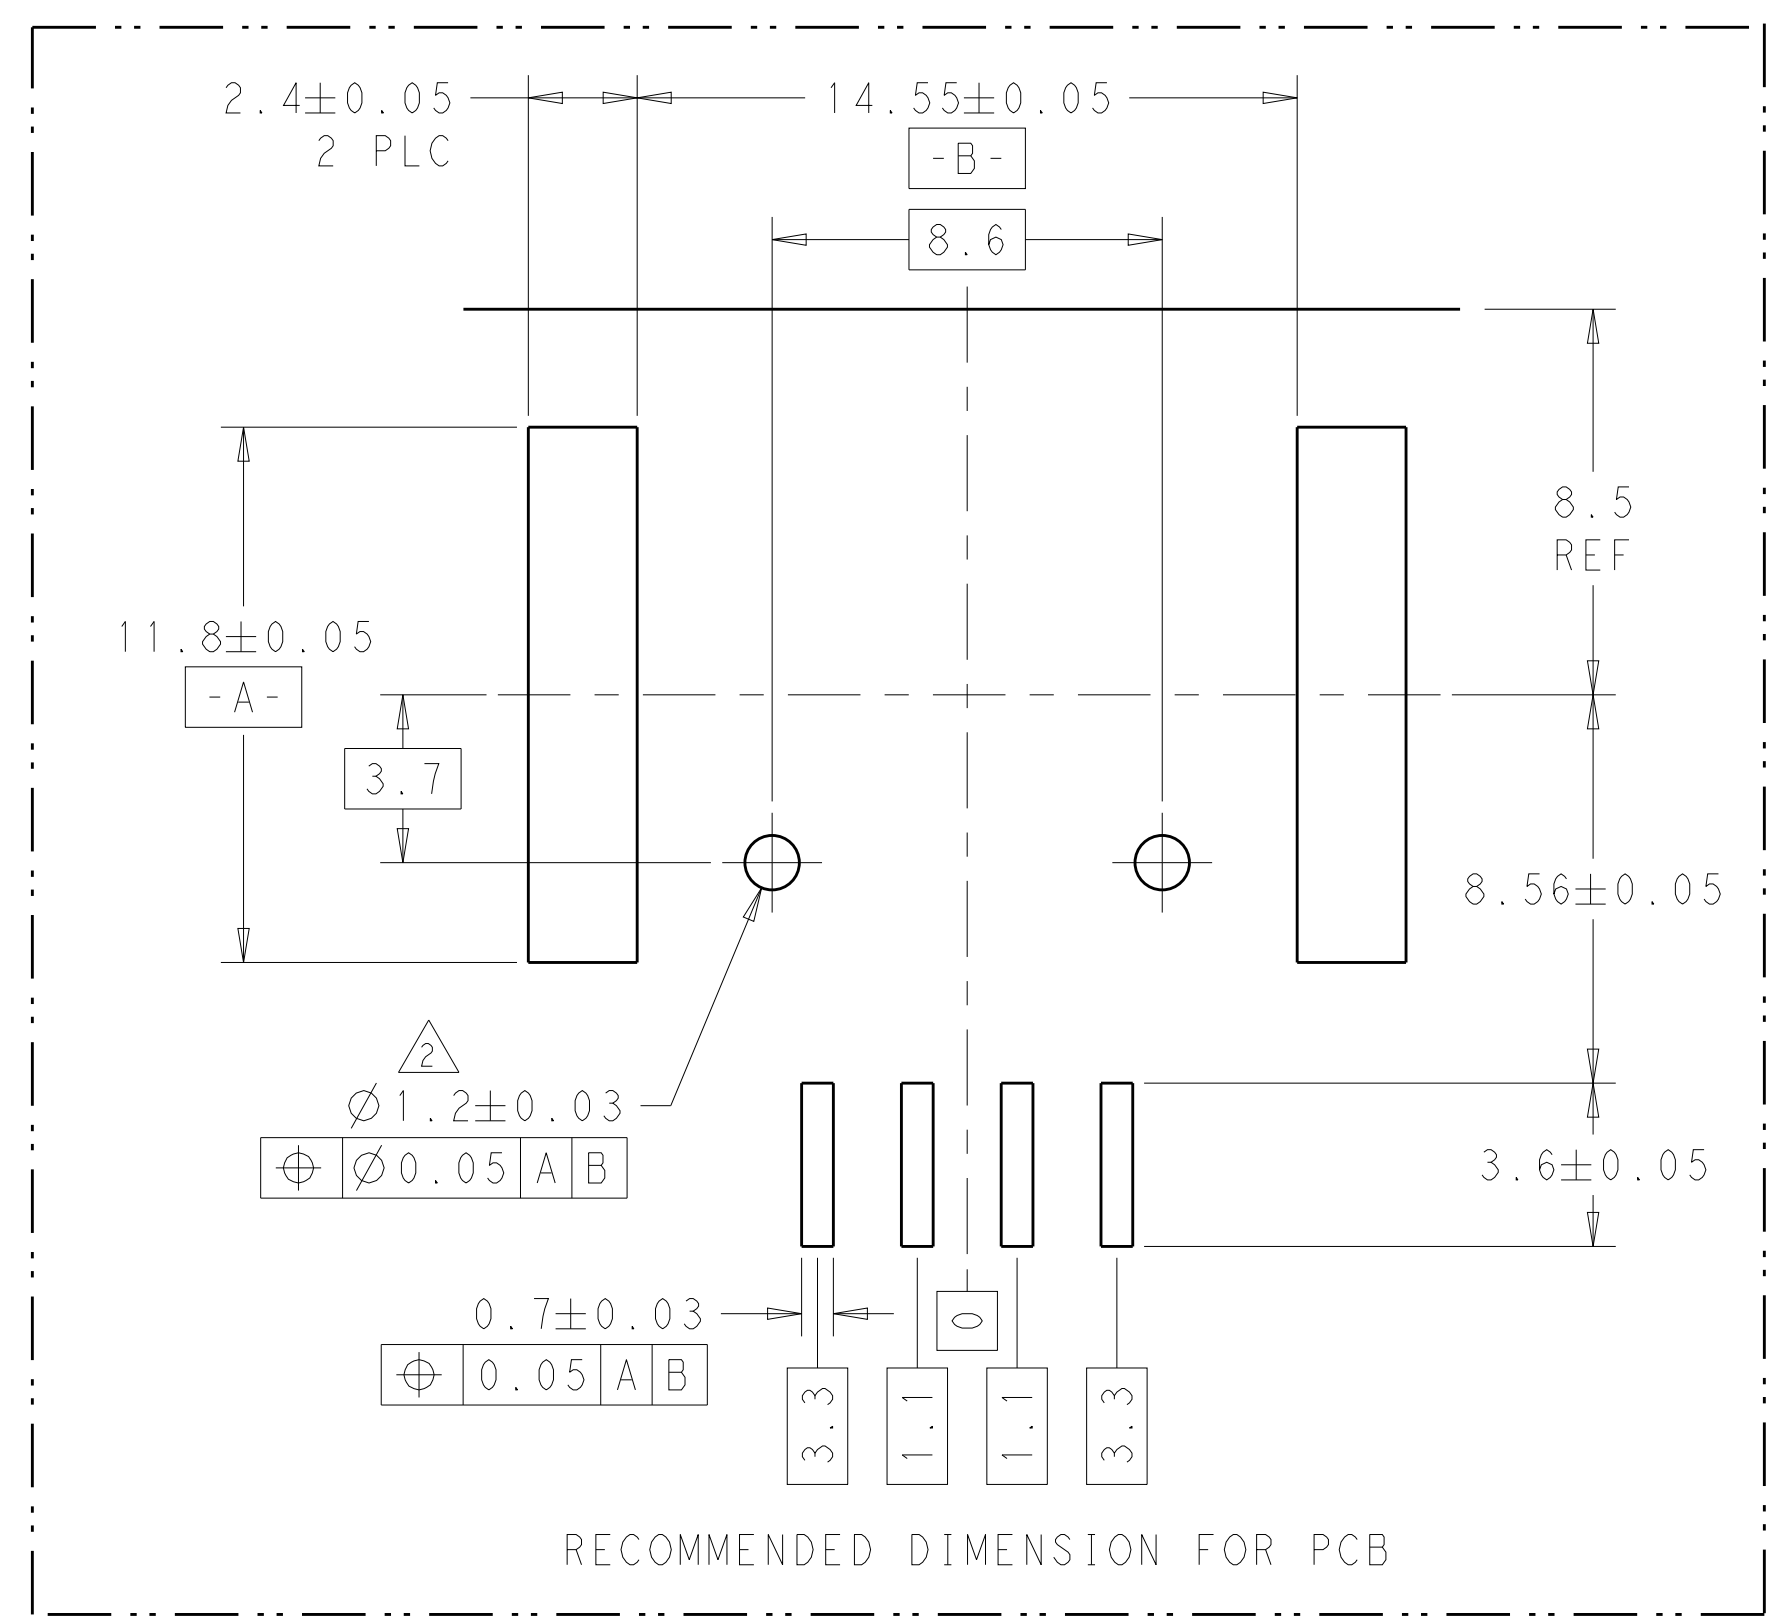 2.4±0.05
2 PLC
14.55±0.05
-B-
8.6
8.5
REF
11.8±0.05
-A-
3.7
8.56±0.05
2
⌀1.2±0.03
⌖ ⌀0.05 A B
3.6±0.05
0.7±0.03
⌖ 0.05 A B
0
3.3
1.1
1.1
3.3
RECOMMENDED DIMENSION FOR PCB